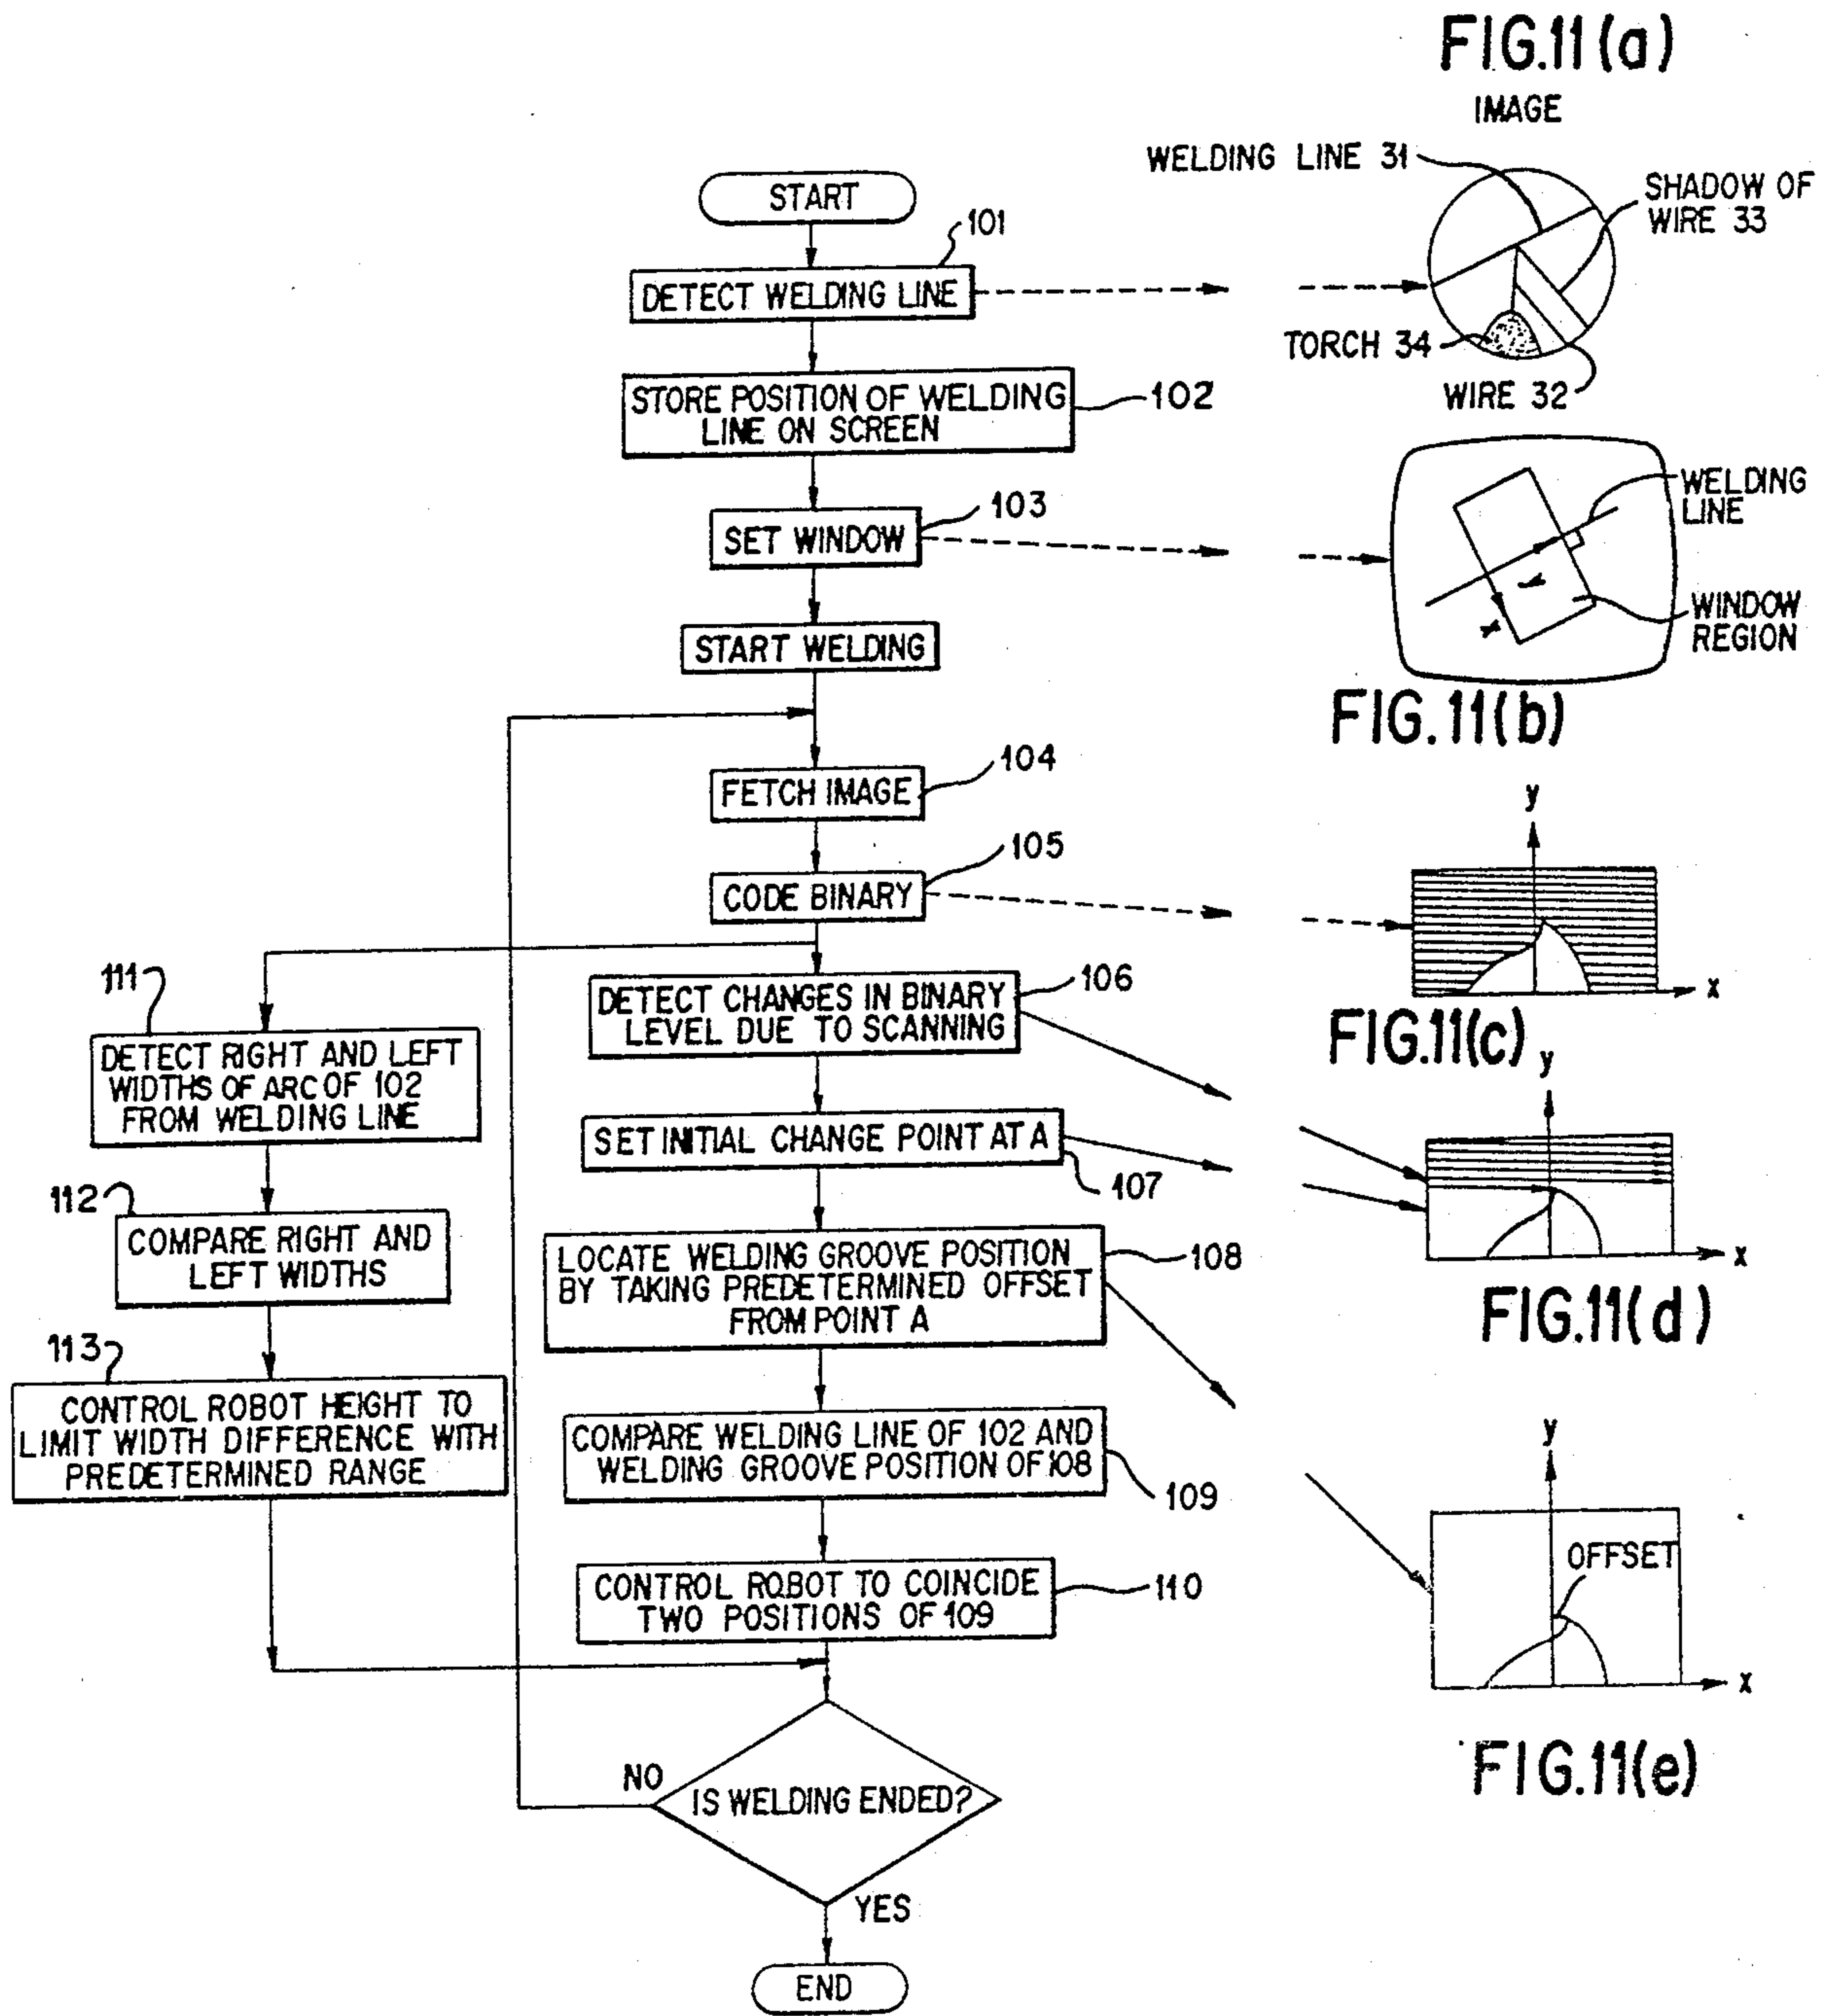 FIG.11(a)
IMAGE
WELDING LINE 31
SHADOW OF
WIRE 33
TORCH 34
WIRE 32
START
101
DETECT WELDING LINE
STORE POSITION OF WELDING
LINE ON SCREEN
102
SET WINDOW
103
WELDING
LINE
Y
X
WINDOW
REGION
FIG.11(b)
START WELDING
FETCH IMAGE
104
CODE BINARY
105
y
x
FIG.11(c)
DETECT CHANGES IN BINARY
LEVEL DUE TO SCANNING
106
SET INITIAL CHANGE POINT AT A
107
y
x
FIG.11(d)
LOCATE WELDING GROOVE POSITION
BY TAKING PREDETERMINED OFFSET
FROM POINT A
108
COMPARE WELDING LINE OF 102 AND
WELDING GROOVE POSITION OF 108
109
CONTROL ROBOT TO COINCIDE
TWO POSITIONS OF 109
110
y
OFFSET
x
FIG.11(e)
111
DETECT RIGHT AND LEFT
WIDTHS OF ARC OF 102
FROM WELDING LINE
112
COMPARE RIGHT AND
LEFT WIDTHS
113
CONTROL ROBOT HEIGHT TO
LIMIT WIDTH DIFFERENCE WITH
PREDETERMINED RANGE
NO
IS WELDING ENDED?
YES
END